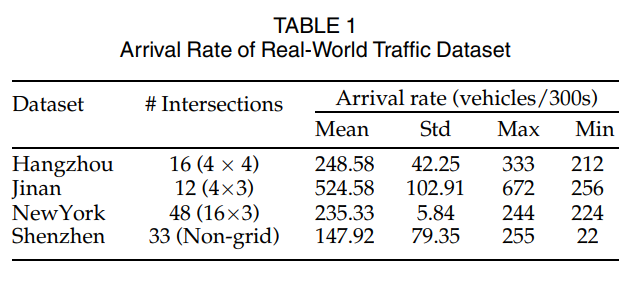 TABLE 1
Arrival Rate of Real-World Traffic Dataset
Dataset # Intersections Arrival rate (vehicles/300s)
Mean Std Max Min
Hangzhou 16 (4 × 4) 248.58 42.25 333 212
Jinan 12 (4×3) 524.58 102.91 672 256
NewYork 48 (16×3) 235.33 5.84 244 224
Shenzhen 33 (Non-grid) 147.92 79.35 255 22